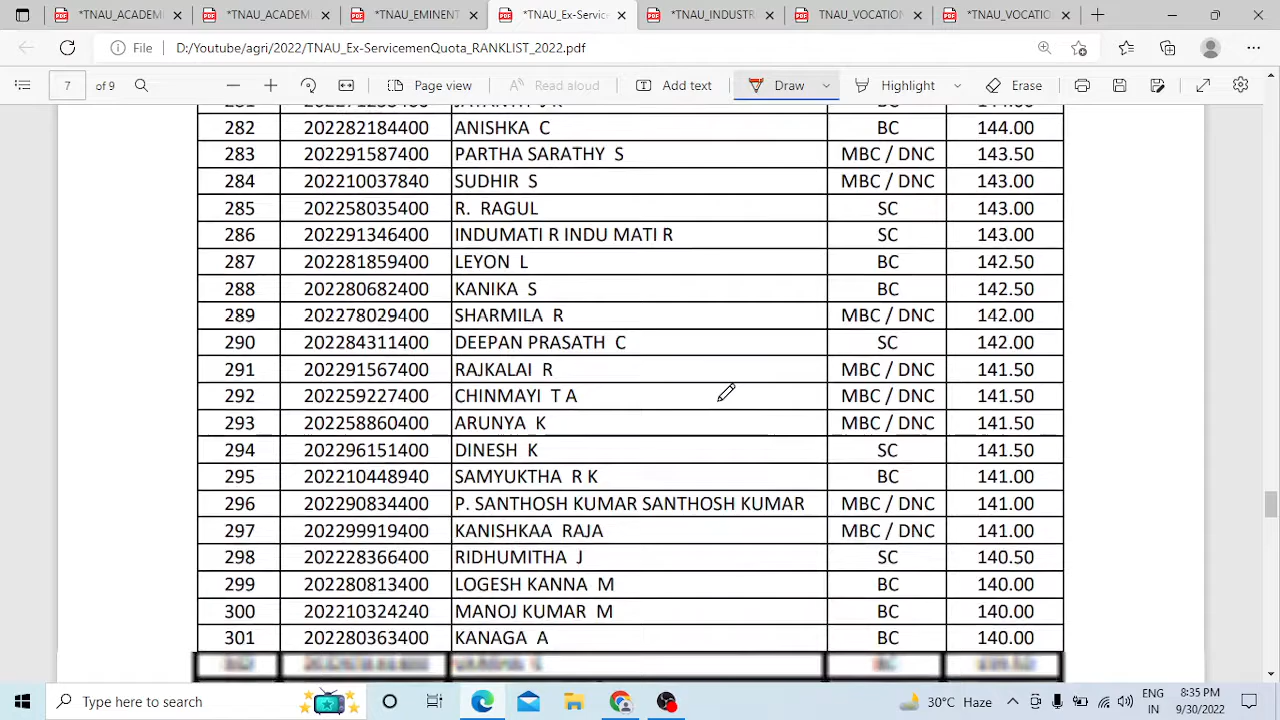 *TNAU_ACADEMI
*TNAU_ACADEMI
*TNAU_EMINENT
*TNAU_Ex-Service
*TNAU_INDUSTR
TNAU_VOCATION
*TNAU_VOCATIO
File
D:/Youtube/agri/2022/TNAU_Ex-ServicemenQuota_RANKLIST_2022.pdf
7 of 9
Page view
Read aloud
Add text
Draw
Highlight
Erase
282 202282184400 ANISHKA C BC 144.00
283 202291587400 PARTHA SARATHY S MBC / DNC 143.50
284 202210037840 SUDHIR S MBC / DNC 143.00
285 202258035400 R. RAGUL SC 143.00
286 202291346400 INDUMATI R INDU MATI R SC 143.00
287 202281859400 LEYON L BC 142.50
288 202280682400 KANIKA S BC 142.50
289 202278029400 SHARMILA R MBC / DNC 142.00
290 202284311400 DEEPAN PRASATH C SC 142.00
291 202291567400 RAJKALAI R MBC / DNC 141.50
292 202259227400 CHINMAYI T A MBC / DNC 141.50
293 202258860400 ARUNYA K MBC / DNC 141.50
294 202296151400 DINESH K SC 141.50
295 202210448940 SAMYUKTHA R K BC 141.00
296 202290834400 P. SANTHOSH KUMAR SANTHOSH KUMAR MBC / DNC 141.00
297 202299919400 KANISHKAA RAJA MBC / DNC 141.00
298 202228366400 RIDHUMITHA J SC 140.50
299 202280813400 LOGESH KANNA M BC 140.00
300 202210324240 MANOJ KUMAR M BC 140.00
301 202280363400 KANAGA A BC 140.00
Type here to search
30°C Haze
ENG
IN
8:35 PM
9/30/2022